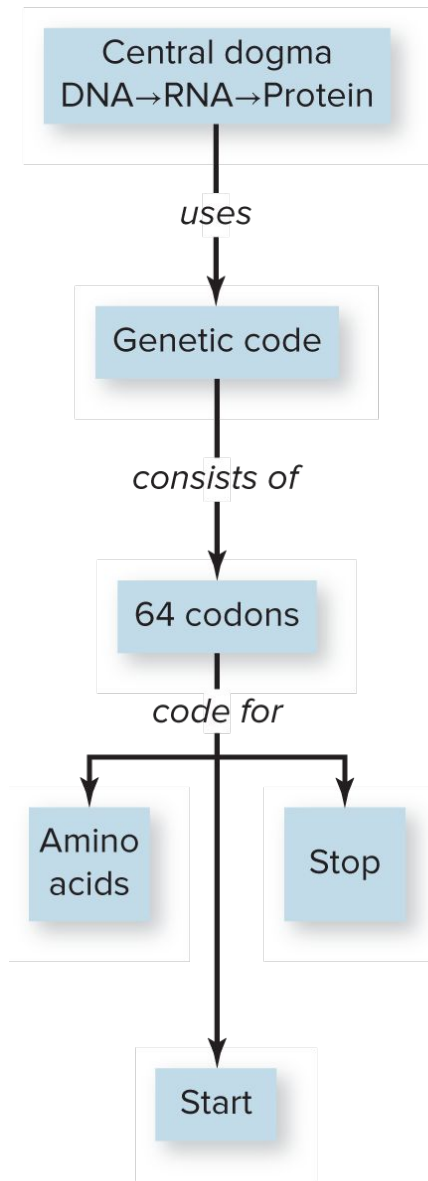 Central dogma
DNA→RNA→Protein
uses
Genetic code
consists of
64 codons
code for
Amino
acids
Stop
Start